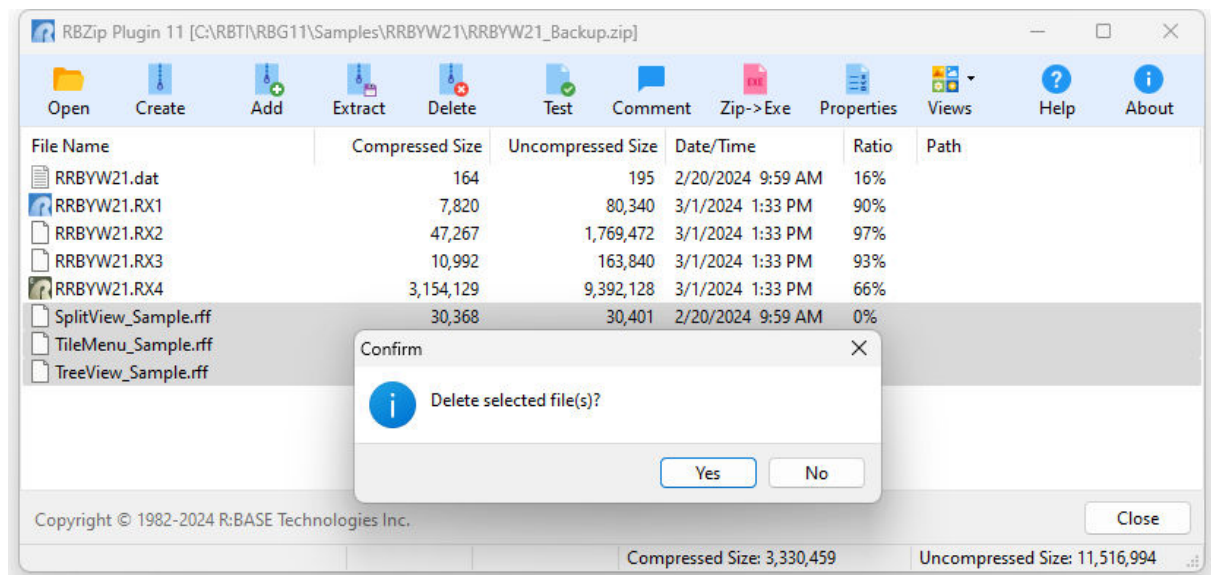 RBZip Plugin 11 [C:\RBTI\RBG11\Samples\RRBYW21\RRBYW21_Backup.zip]
EXE
Open Create Add Extract Delete Test Comment Zip->Exe Properties Views Help About
File Name Compressed Size Uncompressed Size Date/Time Ratio Path
RRBYW21.dat 164 195 2/20/2024 9:59 AM 16%
RRBYW21.RX1 7,820 80,340 3/1/2024 1:33 PM 90%
RRBYW21.RX2 47,267 1,769,472 3/1/2024 1:33 PM 97%
RRBYW21.RX3 10,992 163,840 3/1/2024 1:33 PM 93%
RRBYW21.RX4 3,154,129 9,392,128 3/1/2024 1:33 PM 66%
SplitView_Sample.rff 30,368 30,401 2/20/2024 9:59 AM 0%
TileMenu_Sample.rff
TreeView_Sample.rff
Confirm
Delete selected file(s)?
Yes No
Copyright © 1982-2024 R:BASE Technologies Inc. Close
Compressed Size: 3,330,459 Uncompressed Size: 11,516,994